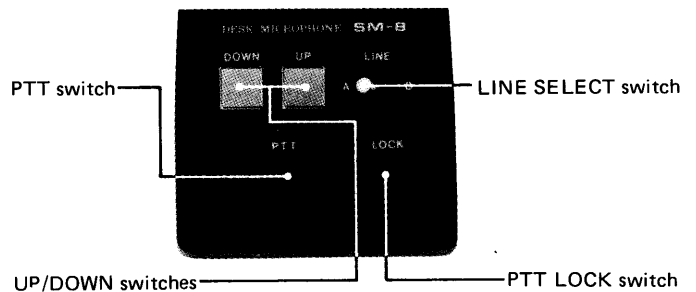 DESK MICROPHONE SM-8
DOWN UP LINE
PTT switch
A B
LINE SELECT switch
PTT LOCK
UP/DOWN switches
PTT LOCK switch